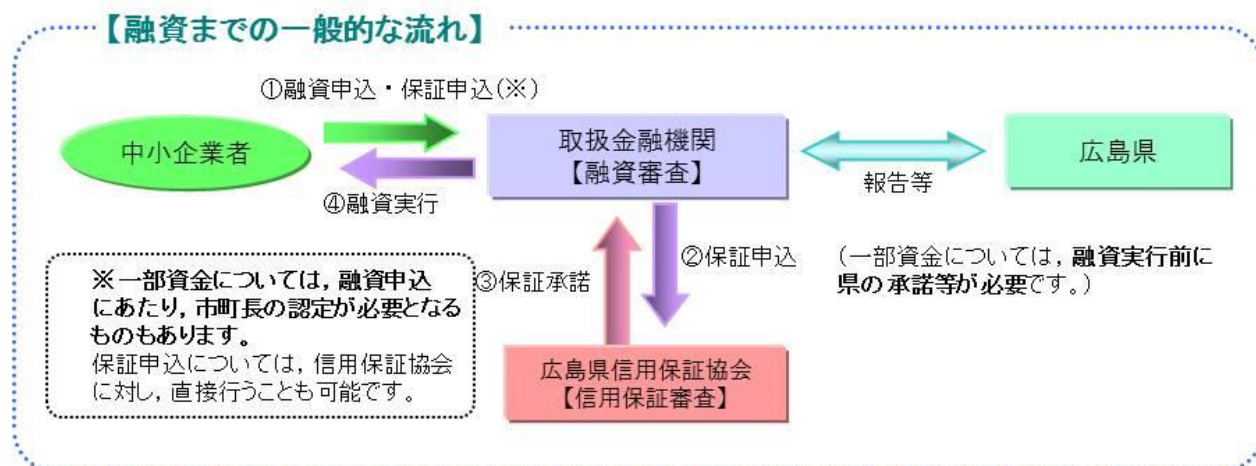 【融資までの一般的な流れ】
①融資申込・保証申込(※)
中小企業者
取扱金融機関
【融資審査】
広島県
報告等
④融資実行
②保証申込
(一部資金については,融資実行前に
県の承諾等が必要です。)
③保証承諾
※一部資金については,融資申込
にあたり,市町長の認定が必要となる
ものもあります。
保証申込については,信用保証協会
に対し,直接行うことも可能です。
広島県信用保証協会
【信用保証審査】